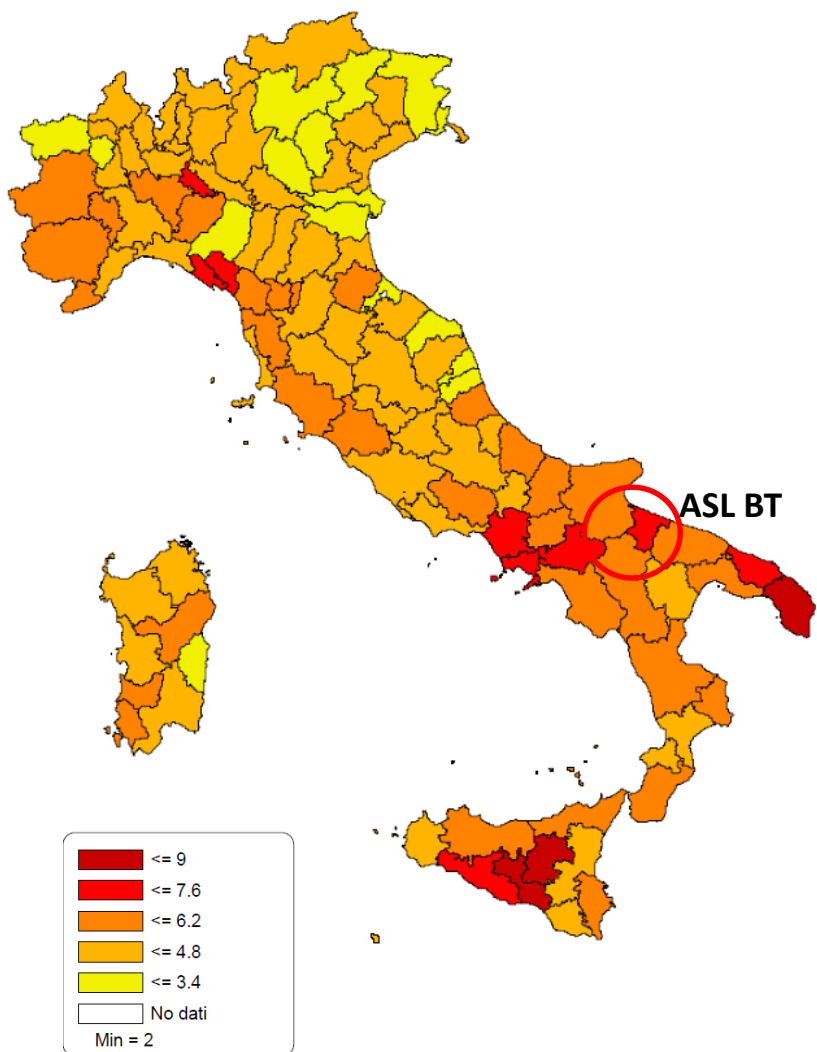 ASL BT
<= 9
<= 7.6
<= 6.2
<= 4.8
<= 3.4
No dati
Min = 2